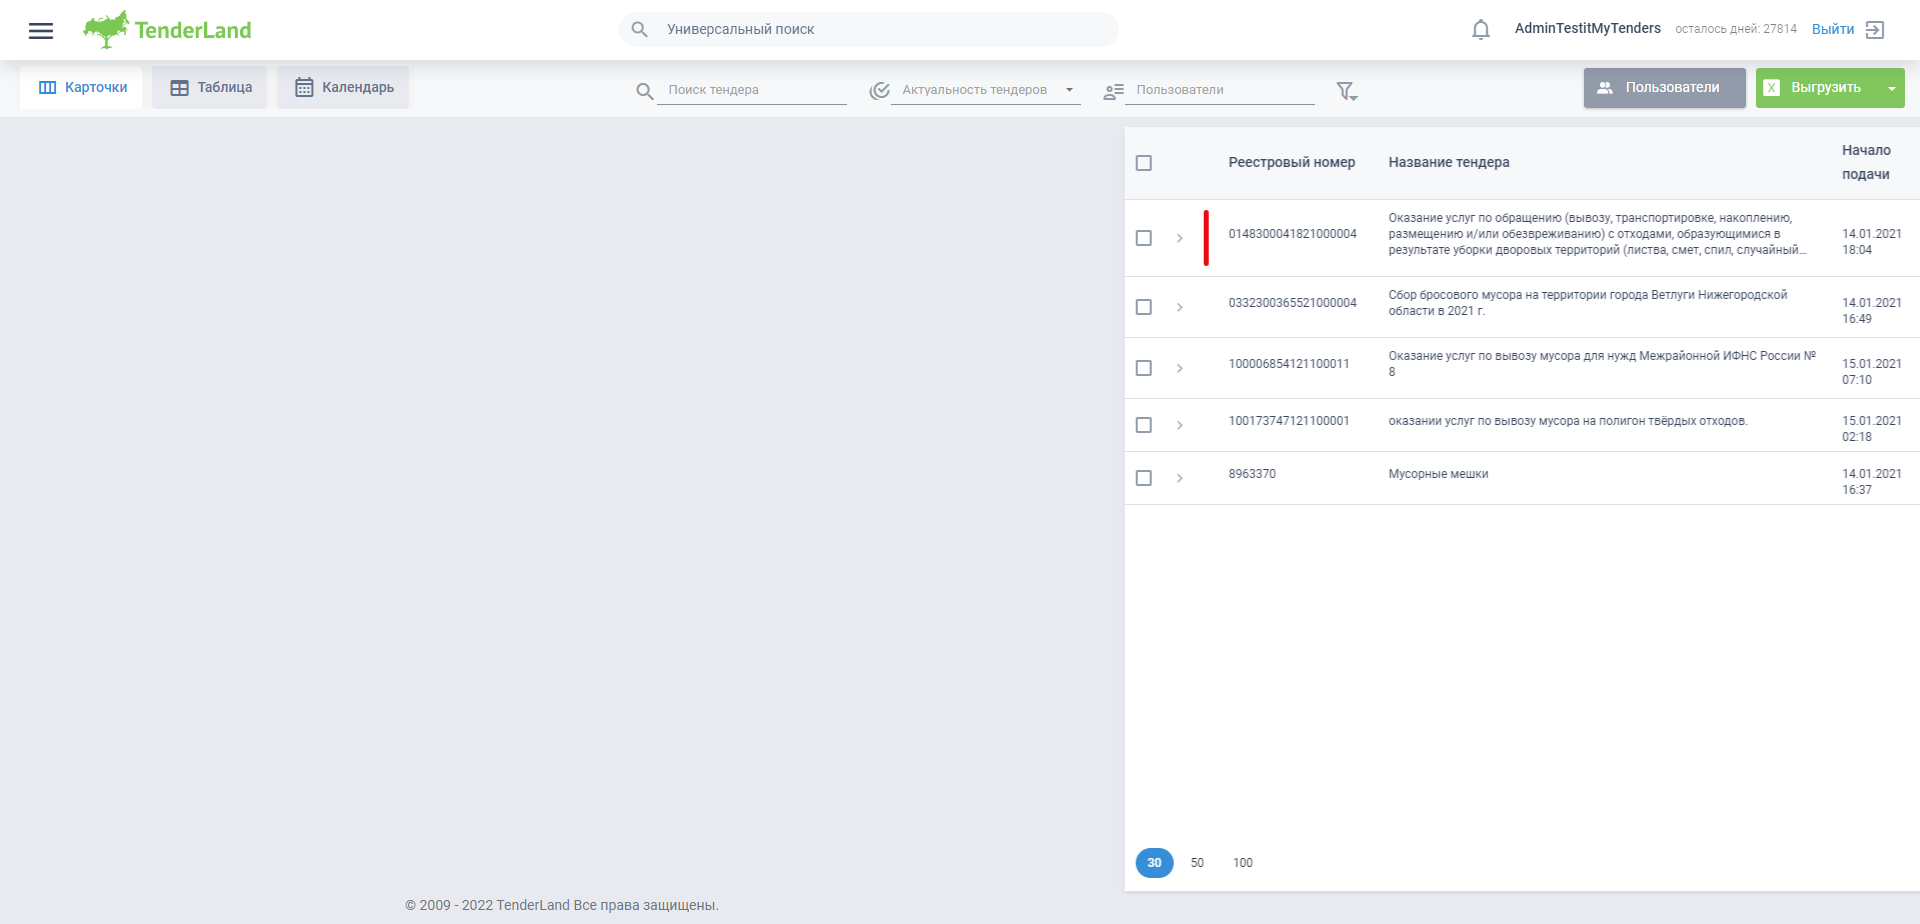 TenderLand
Универсальный поиск
AdminTestitMyTenders
осталось дней: 27814
Выйти
Карточки
Таблица
Календарь
Поиск тендера
Актуальность тендеров
Пользователи
Пользователи
X
Выгрузить
Реестровый номер
Название тендера
Начало
подачи
0148300041821000004
Оказание услуг по обращению (вывозу, транспортировке, накоплению,
размещению и/или обезвреживанию) с отходами, образующимися в
результате уборки дворовых территорий (листва, смет, спил, случайный...
14.01.2021
18:04
0332300365521000004
Сбор бросового мусора на территории города Ветлуги Нижегородской
области в 2021 г.
14.01.2021
16:49
100006854121100011
Оказание услуг по вывозу мусора для нужд Межрайонной ИФНС России №
8
15.01.2021
07:10
100173747121100001
оказании услуг по вывозу мусора на полигон твёрдых отходов.
15.01.2021
02:18
8963370
Мусорные мешки
14.01.2021
16:37
30
50
100
© 2009 - 2022 TenderLand Все права защищены.